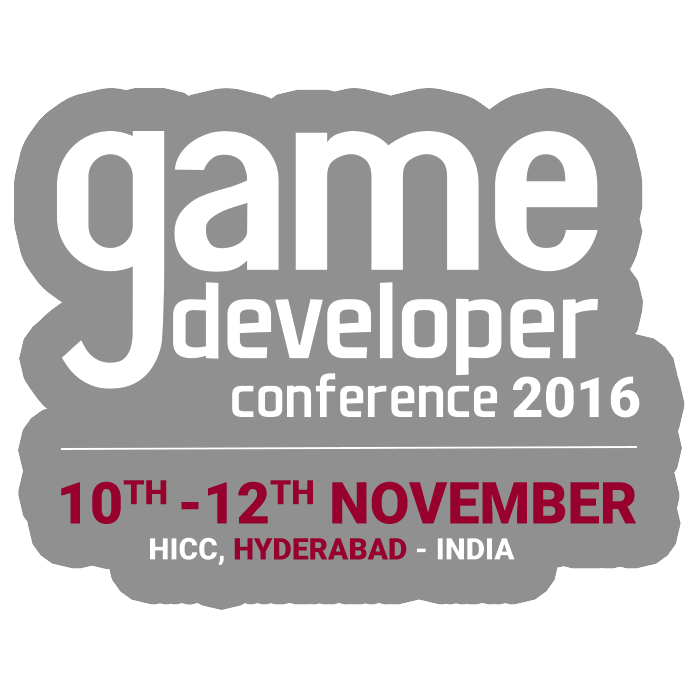 game
developer
conference 2016
10TH -12TH NOVEMBER
HICC, HYDERABAD - INDIA